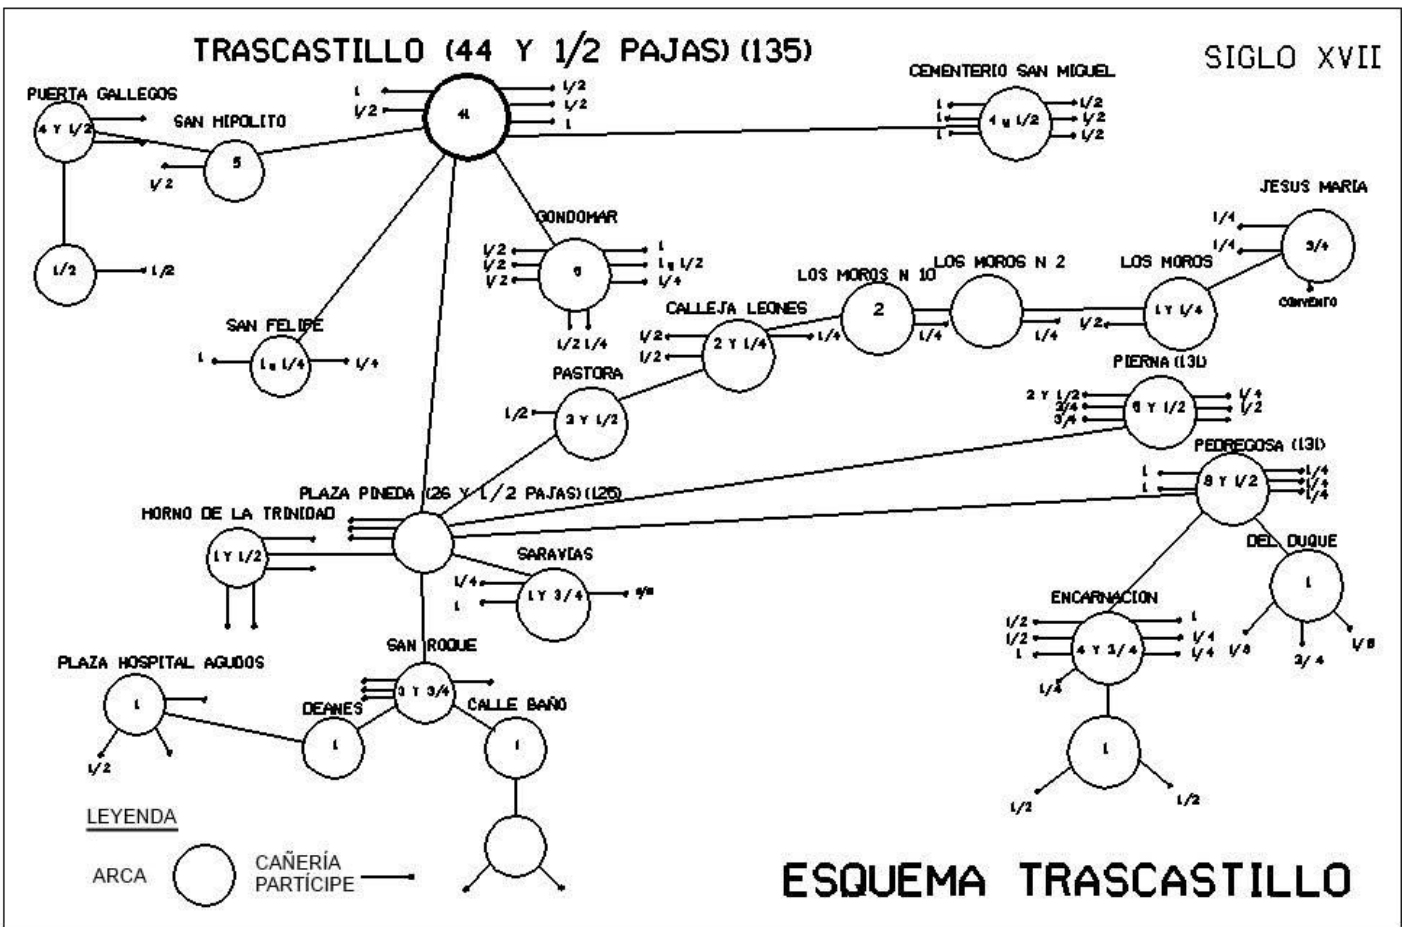 TRASCASTILLO (44 Y 1/2 PAJAS)(135)
SIGLO XVII
PUERTA GALLEGOS
4 Y 1/2
1/2
1/2
SAN HIPOLITO
5
1/2
1
1/2
41
1/2
1/2
1
CEMENTERIO SAN MIGUEL
1
1
1
4 y 1/2
1/2
1/2
1/2
GONDOMAR
1/2
1/2
1/2
1
1 y 1/2
1/4
1/2 1/4
SAN FELIPE
1
1 y 1/4
1/4
JESUS MARIA
1/4
1/4
3/4
CONVENTO
LOS MOROS
1 Y 1/4
1/2
LOS MOROS N 2
1/4
LOS MOROS N 10
2
1/4
CALLEJA LEONES
1/2
1/2
2 Y 1/4
1/4
PASTORA
1/2
3 Y 1/2
PIERNA (131)
2 Y 1/2
3/4
3/4
6 Y 1/2
1/4
1/2
PEDREGOSA (131)
1
1
8 Y 1/2
1/4
1/4
1/4
PLAZA PINEDA (26 Y 1/2 PAJAS)(125)
HORNO DE LA TRINIDAD
1 Y 1/2
SARAVIAS
1/4
1
1 Y 3/4
DEL DUQUE
1
1/8
3/4
1/8
ENCARNACION
1/2
1/2
1
1/4
4 Y 3/4
1
1/4
1/4
1
1/2
1/2
SAN ROQUE
3 Y 3/4
PLAZA HOSPITAL AGUDOS
1
1/2
DEANES
1
CALLE BAÑO
1
LEYENDA
ARCA
CAÑERÍA
PARTÍCIPE
ESQUEMA TRASCASTILLO